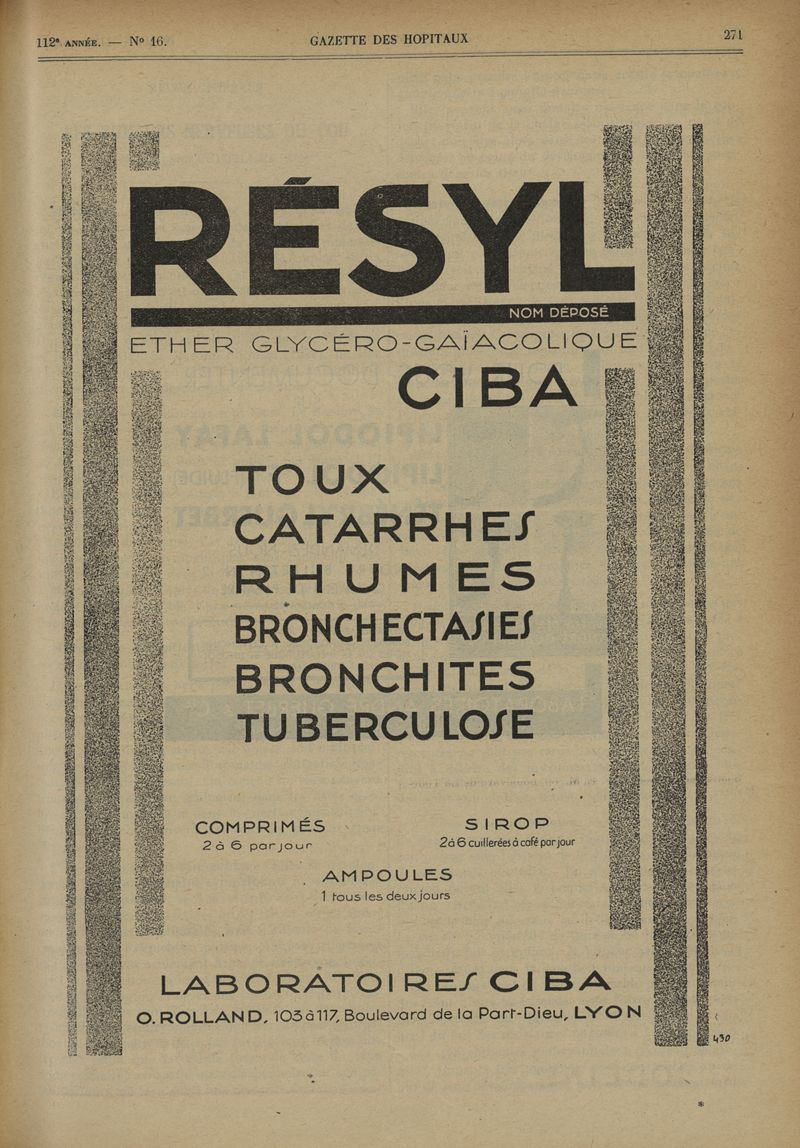 112e ANNÉE. — No 16.
GAZETTE DES HOPITAUX
271
RÉSYL
NOM DÉPOSÉ
ETHER GLYCÉRO-GAÏACOLIQUE
CIBA
TOUX
CATARRHES
RHUMES
BRONCHECTASIES
BRONCHITES
TUBERCULOSE
COMPRIMÉS
2 à 6 par jour
SIROP
2 à 6 cuillerées à café par jour
AMPOULES
1 tous les deux jours
LABORATOIRES CIBA
O. ROLLAND, 103 à 117, Boulevard de la Part-Dieu, LYON
430
*